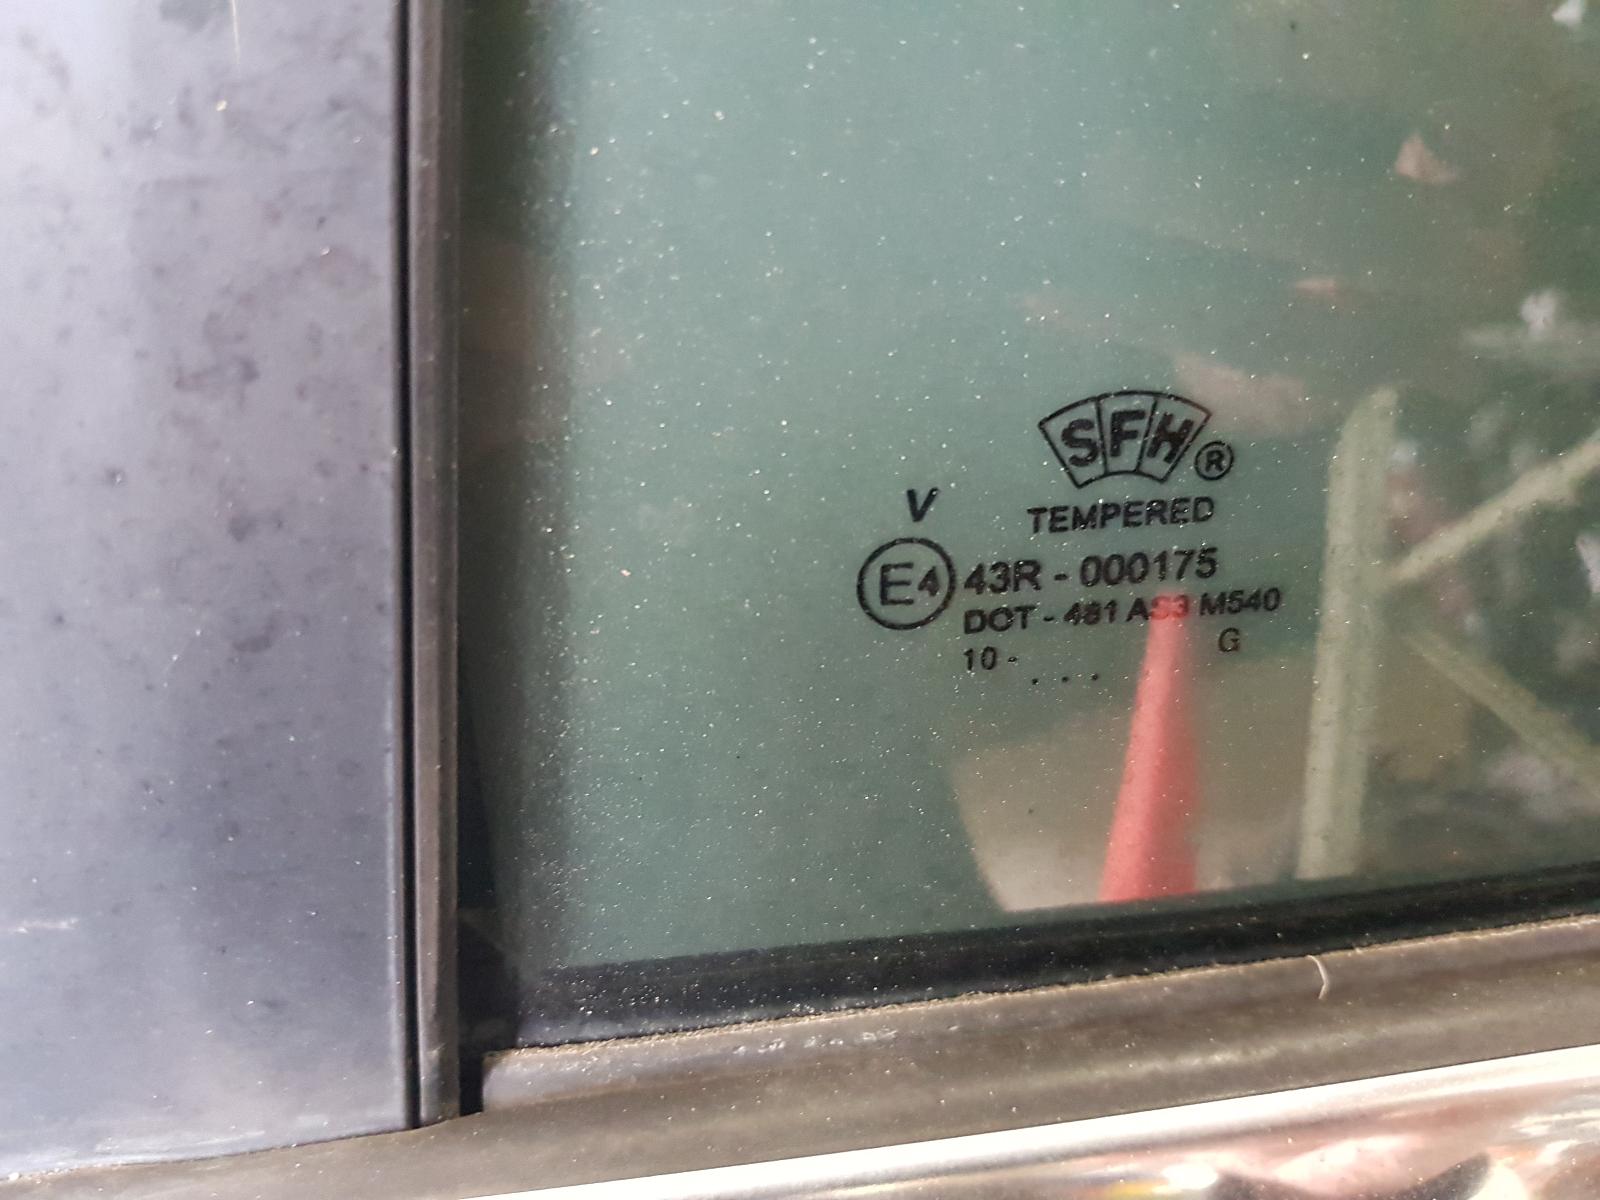 SFH®
TEMPERED
V
E4 43R - 000175
DOT - 481 AS3 M540
10 - . . . G